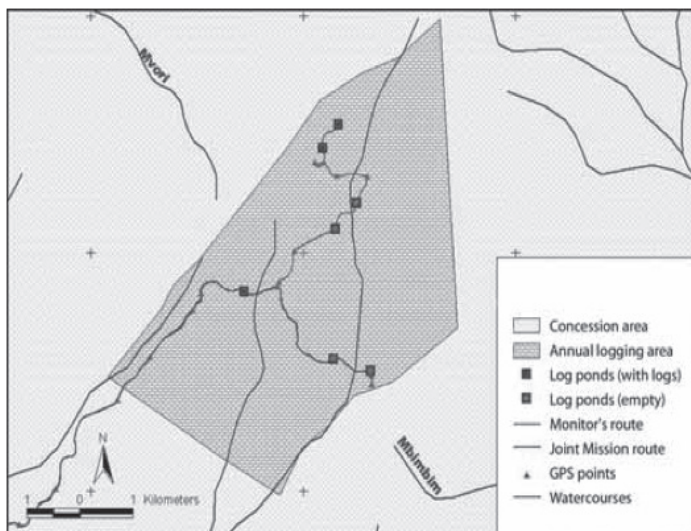 Mvori
Concession area
Annual logging area
Log ponds (with logs)
Log ponds (empty)
Monitor's route
Joint Mission route
GPS points
Watercourses
Mbimbim
N
1 0 1 Kilometers